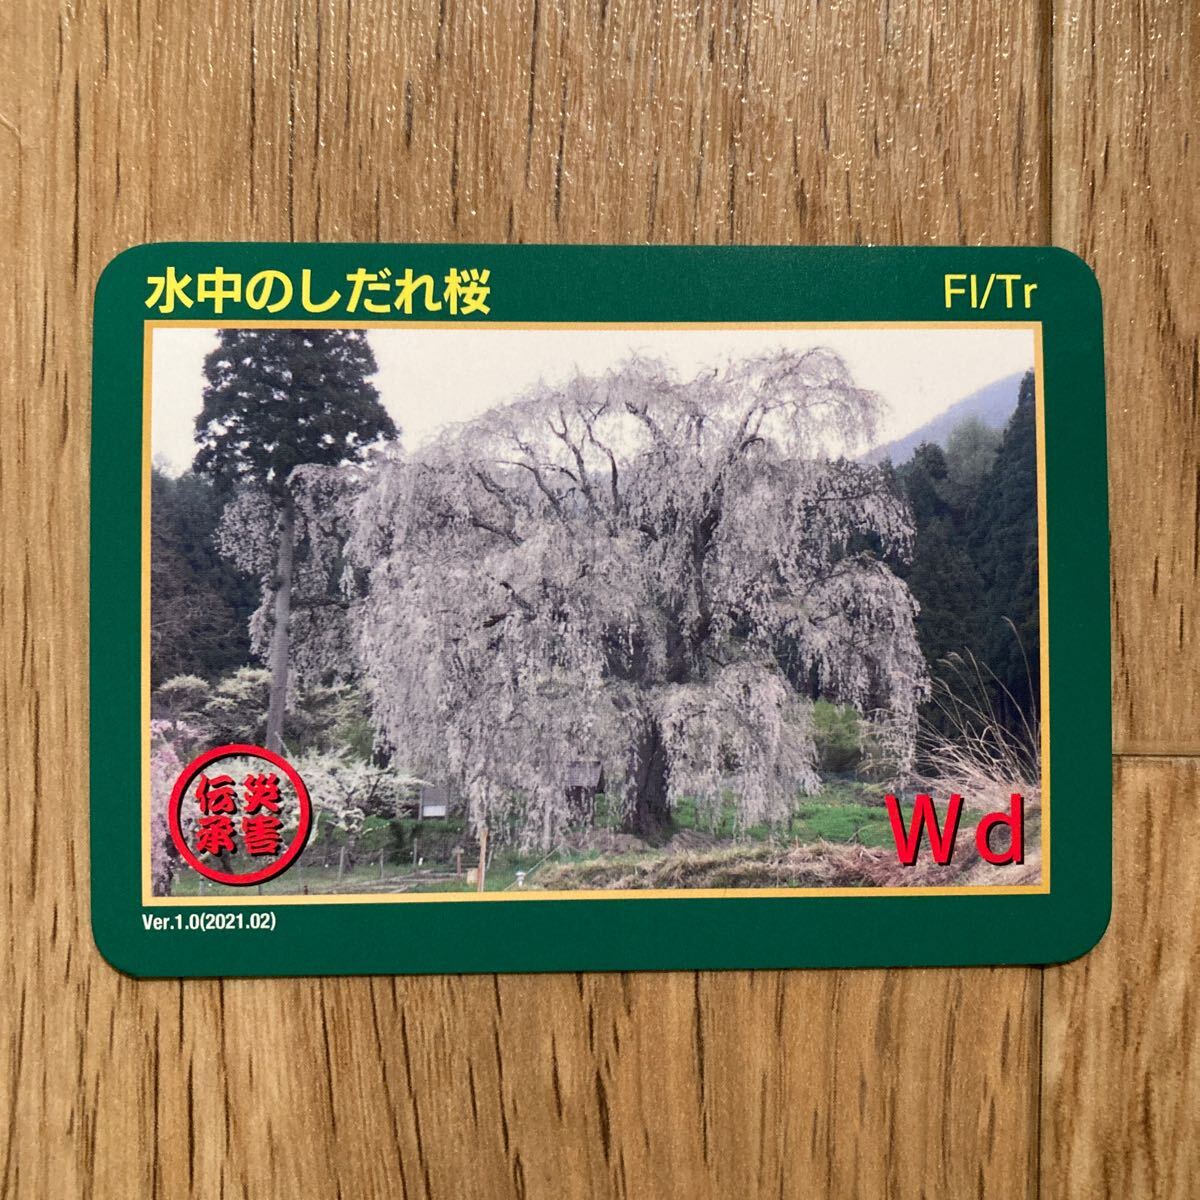 水中のしだれ桜
Fl/Tr
災害
伝承
Wd
Ver.1.0(2021.02)